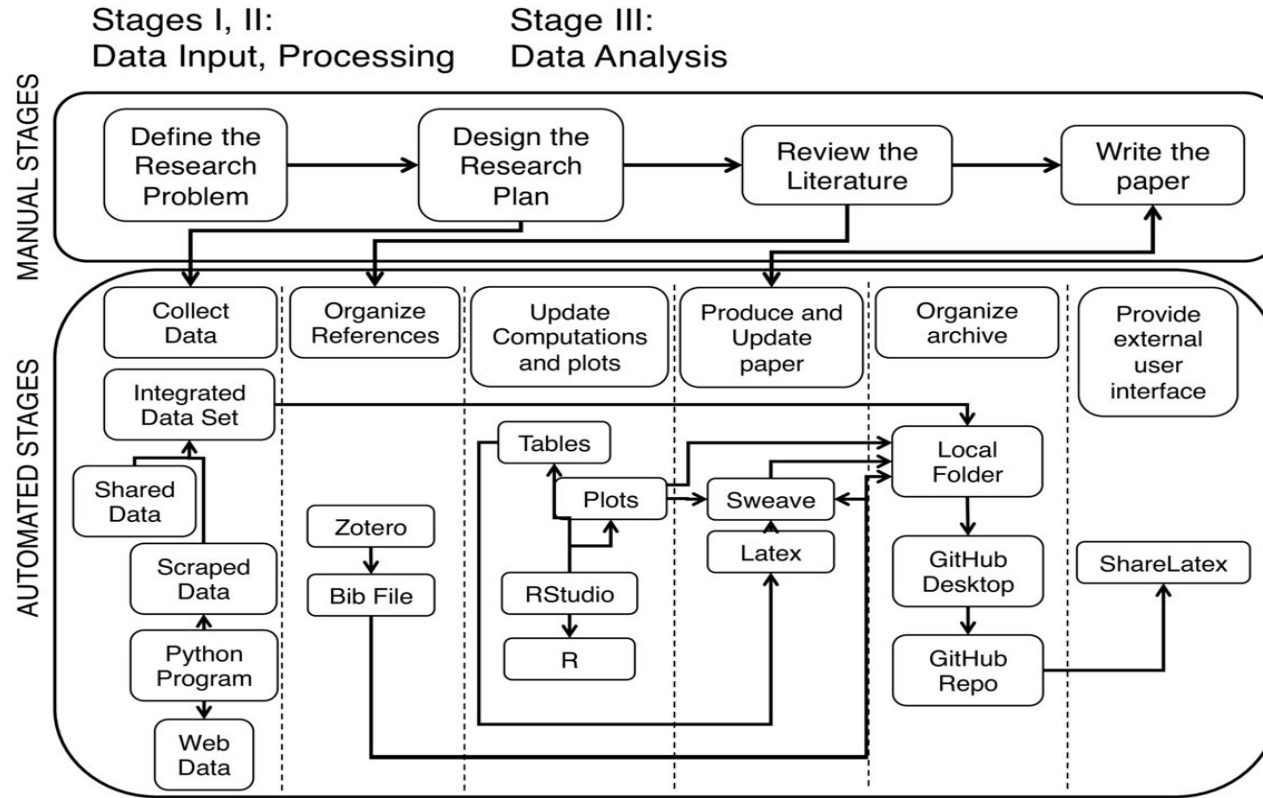 Stages I, II:
Data Input, Processing
Stage III:
Data Analysis
MANUAL STAGES
Define the
Research
Problem
Design the
Research
Plan
Review the
Literature
Write the
paper
AUTOMATED STAGES
Collect
Data
Organize
References
Update
Computations
and plots
Produce and
Update
paper
Organize
archive
Provide
external
user
interface
Integrated
Data Set
Shared
Data
Scraped
Data
Python
Program
Web
Data
Zotero
Bib File
Tables
Plots
RStudio
R
Sweave
Latex
Local
Folder
GitHub
Desktop
GitHub
Repo
ShareLatex